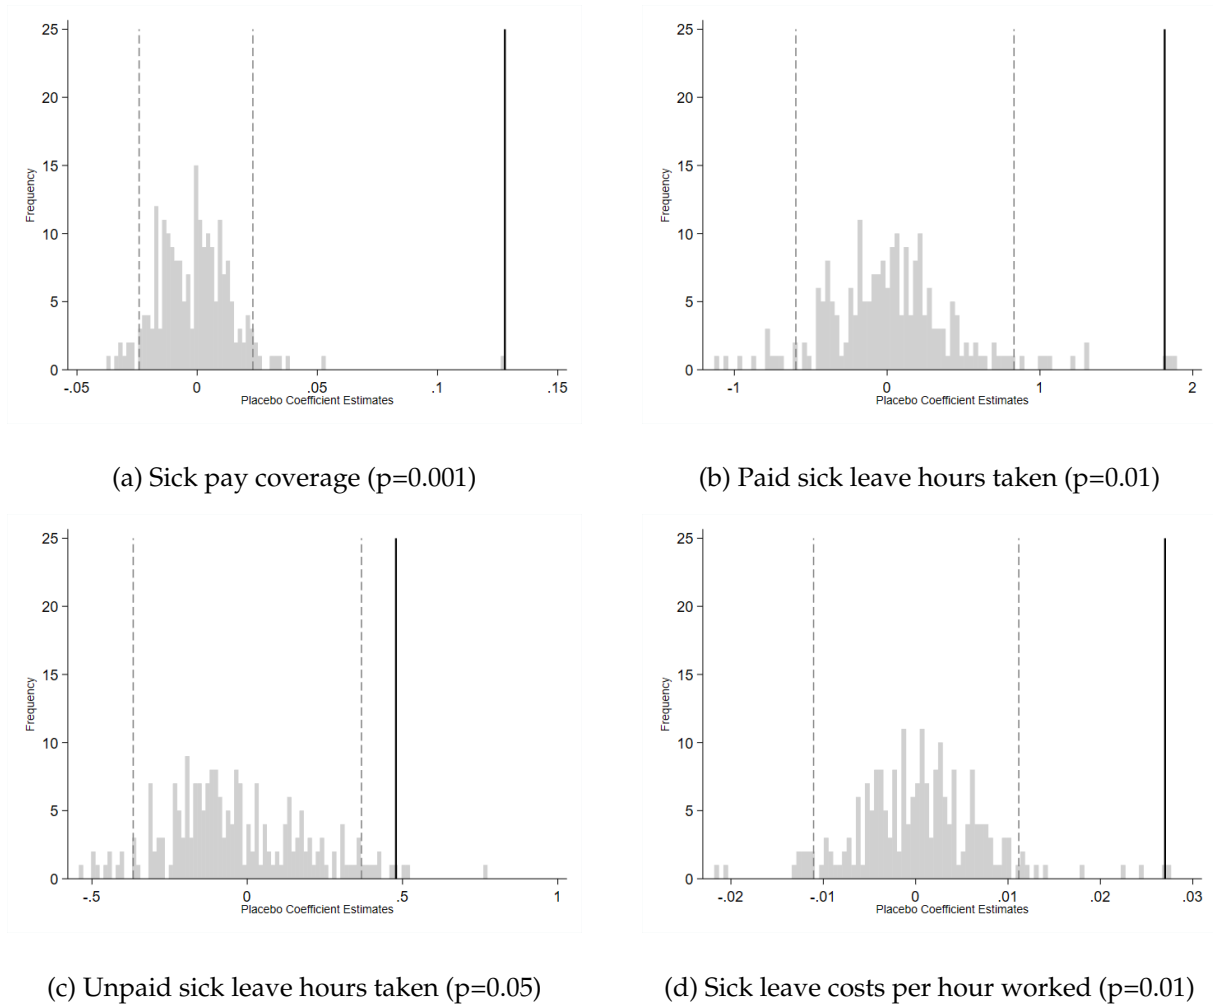 25
20
15
10
5
0
Frequency
-.05 0 .05 .1 .15
Placebo Coefficient Estimates
(a) Sick pay coverage (p=0.001)
25
20
15
10
5
0
Frequency
-1 0 1 2
Placebo Coefficient Estimates
(b) Paid sick leave hours taken (p=0.01)
25
20
15
10
5
0
Frequency
-.5 0 .5 1
Placebo Coefficient Estimates
(c) Unpaid sick leave hours taken (p=0.05)
25
20
15
10
5
0
Frequency
-.02 -.01 0 .01 .02 .03
Placebo Coefficient Estimates
(d) Sick leave costs per hour worked (p=0.01)